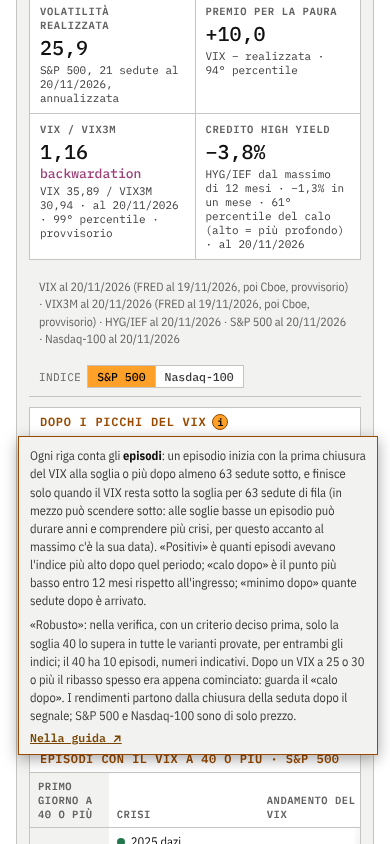 VOLATILITÀ
REALIZZATA
25,9
S&P 500, 21 sedute al
20/11/2026,
annualizzata
PREMIO PER LA PAURA
+10,0
VIX − realizzata ·
94° percentile
VIX / VIX3M
1,16
backwardation
VIX 35,89 / VIX3M
30,94 · al 20/11/2026
· 99° percentile ·
provvisorio
CREDITO HIGH YIELD
−3,8%
HYG/IEF dal massimo
di 12 mesi · −1,3% in
un mese · 61°
percentile del calo
(alto = più profondo)
· al 20/11/2026
VIX al 20/11/2026 (FRED al 19/11/2026, poi Cboe, provvisorio)
· VIX3M al 20/11/2026 (FRED al 19/11/2026, poi Cboe,
provvisorio) · HYG/IEF al 20/11/2026 · S&P 500 al 20/11/2026
· Nasdaq-100 al 20/11/2026
INDICE S&P 500 Nasdaq-100
DOPO I PICCHI DEL VIX i
Ogni riga conta gli episodi: un episodio inizia con la prima chiusura
del VIX alla soglia o più dopo almeno 63 sedute sotto, e finisce
solo quando il VIX resta sotto la soglia per 63 sedute di fila (in
mezzo può scendere sotto: alle soglie basse un episodio può
durare anni e comprendere più crisi, per questo accanto al
massimo c'è la sua data). «Positivi» è quanti episodi avevano
l'indice più alto dopo quel periodo; «calo dopo» è il punto più
basso entro 12 mesi rispetto all'ingresso; «minimo dopo» quante
sedute dopo è arrivato.
«Robusto»: nella verifica, con un criterio deciso prima, solo la
soglia 40 lo supera in tutte le varianti provate, per entrambi gli
indici; il 40 ha 10 episodi, numeri indicativi. Dopo un VIX a 25 o 30
o più il ribasso spesso era appena cominciato: guarda il «calo
dopo». I rendimenti partono dalla chiusura della seduta dopo il
segnale; S&P 500 e Nasdaq-100 sono di solo prezzo.
Nella guida ↗
EPISODI CON IL VIX A 40 O PIÙ · S&P 500
PRIMO
GIORNO A
40 O PIÙ
CRISI
ANDAMENTO DEL
VIX
2025 dazi